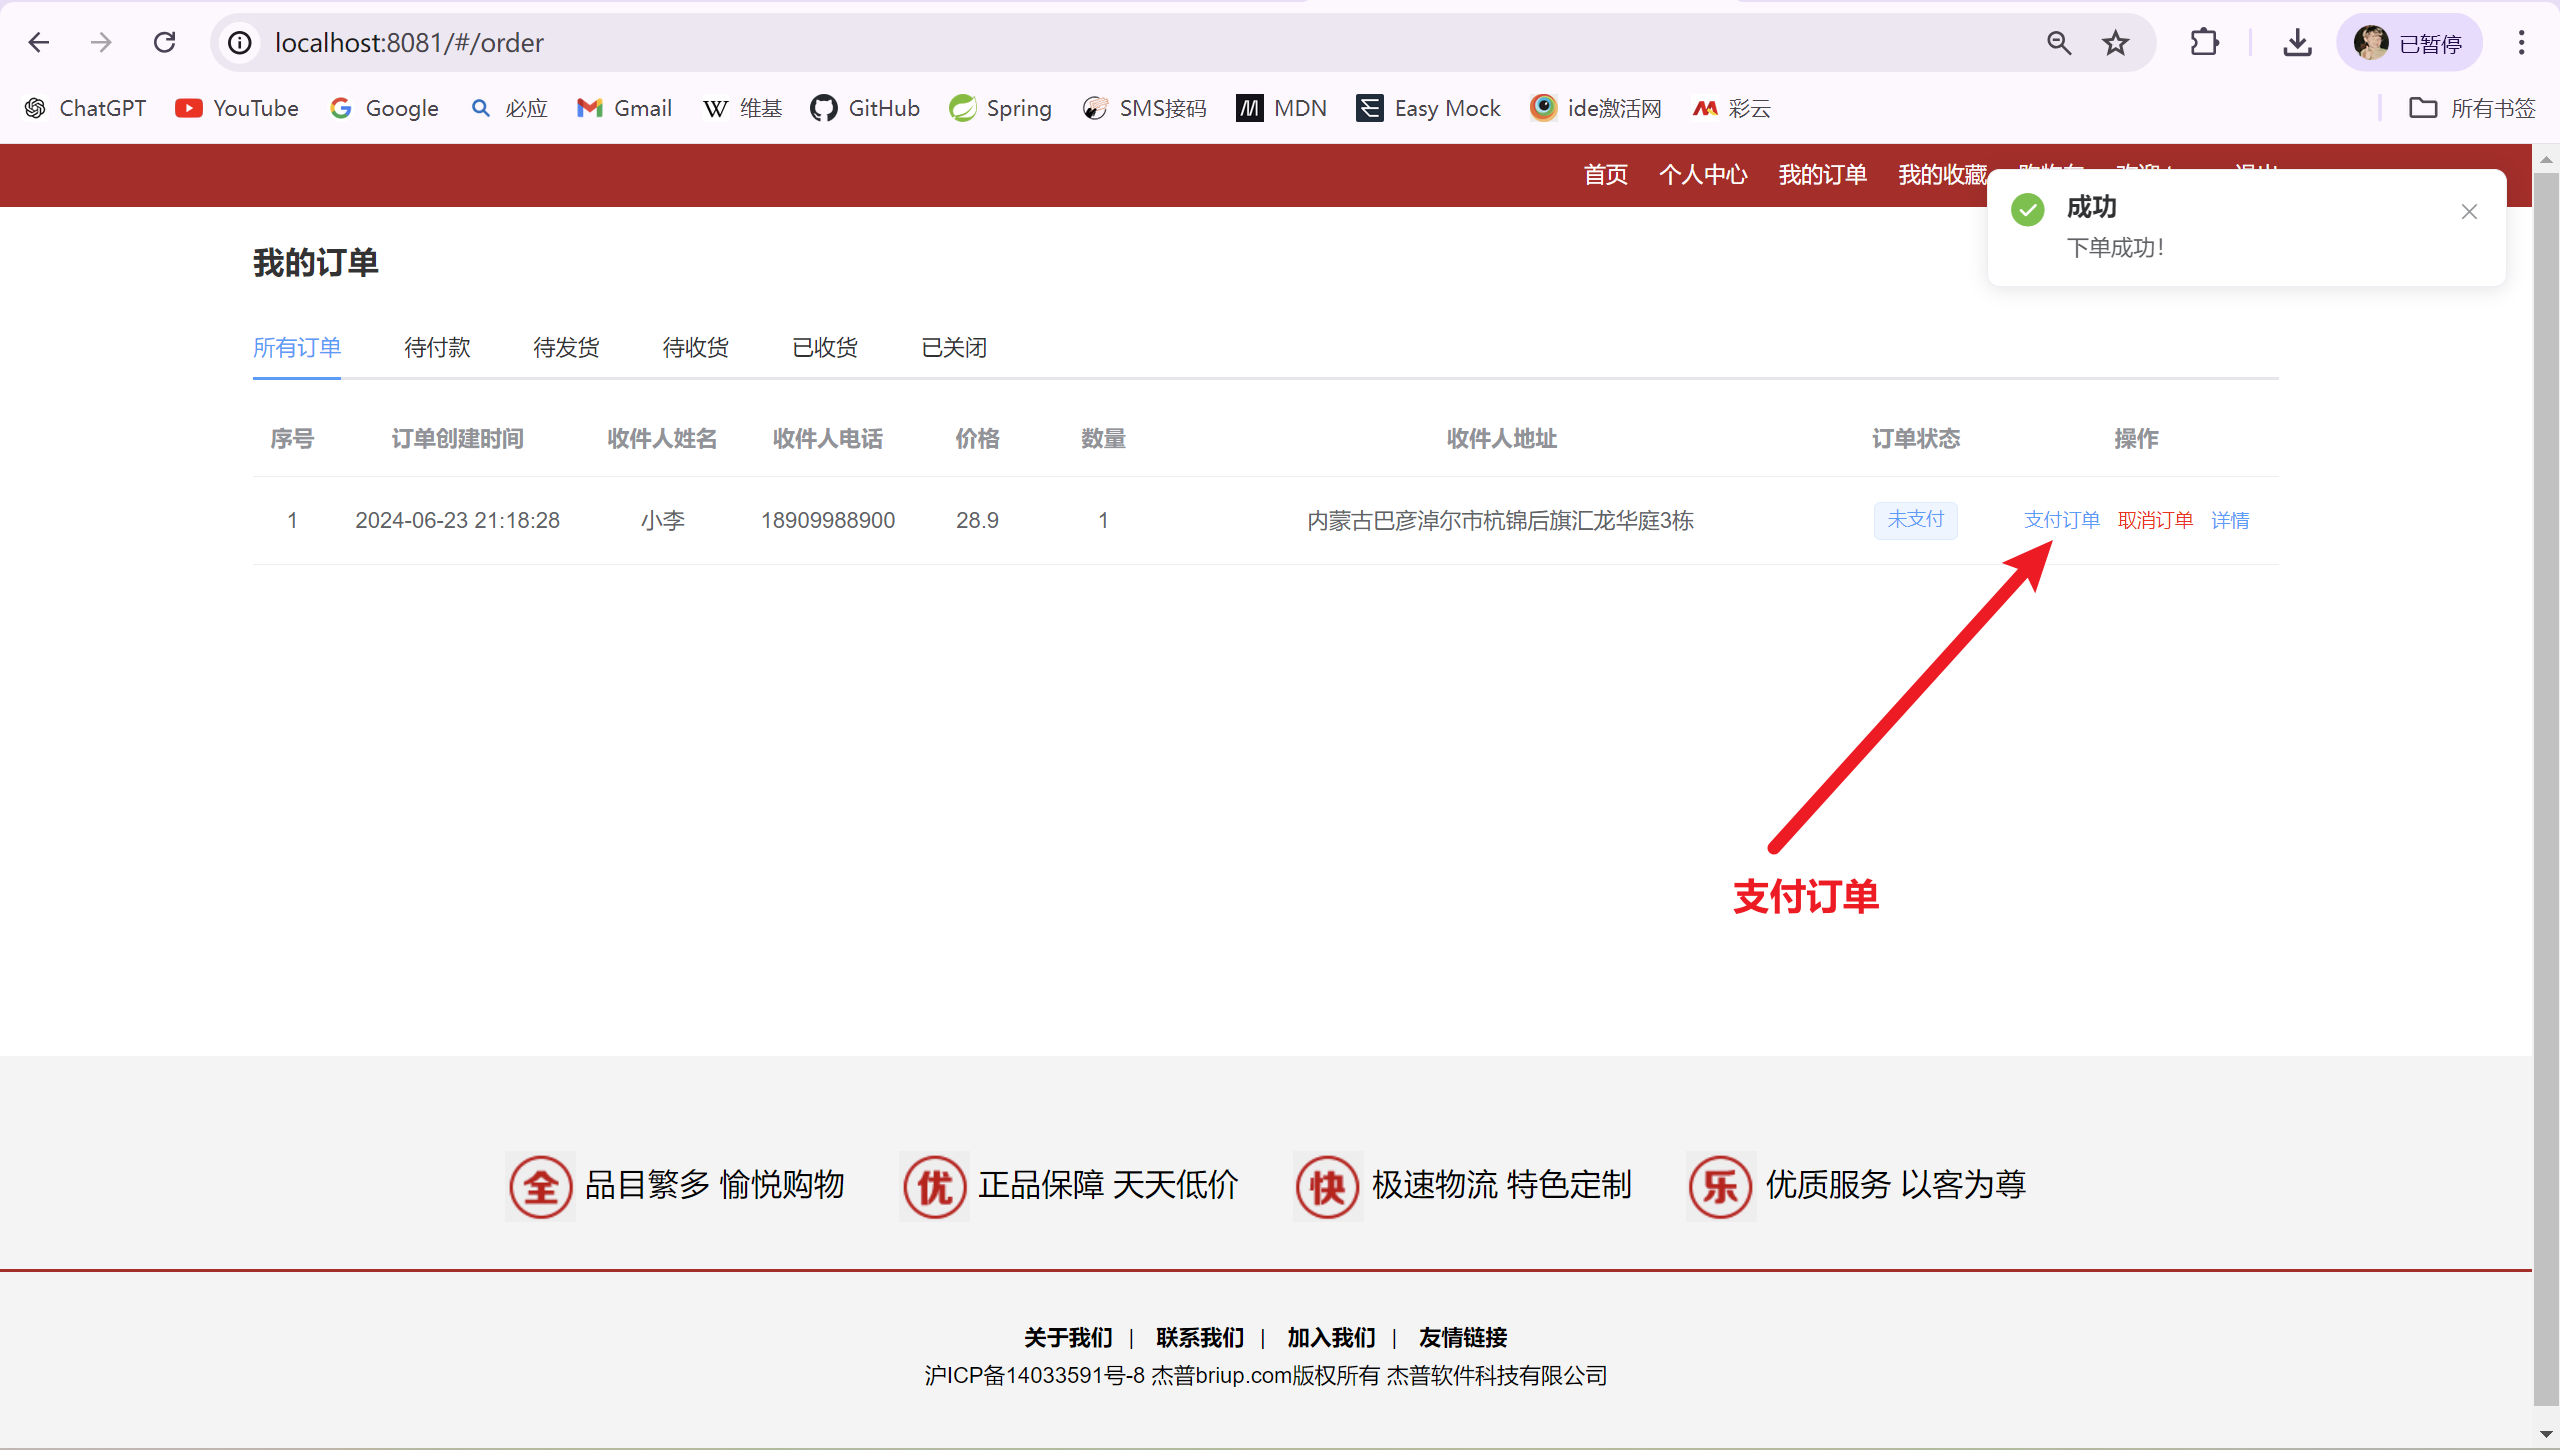 localhost:8081/#/order
已暂停
ChatGPT YouTube Google 必应 Gmail 维基 GitHub Spring SMS接码 MDN Easy Mock ide激活网 彩云 所有书签
首页 个人中心 我的订单 我的收藏
成功
下单成功!
我的订单
所有订单 待付款 待发货 待收货 已收货 已关闭
序号 订单创建时间 收件人姓名 收件人电话 价格 数量 收件人地址 订单状态 操作
1 2024-06-23 21:18:28 小李 18909988900 28.9 1 内蒙古巴彦淖尔市杭锦后旗汇龙华庭3栋 未支付 支付订单 取消订单 详情
支付订单
全 品目繁多 愉悦购物 优 正品保障 天天低价 快 极速物流 特色定制 乐 优质服务 以客为尊
关于我们 | 联系我们 | 加入我们 | 友情链接
沪ICP备14033591号-8 杰普briup.com版权所有 杰普软件科技有限公司